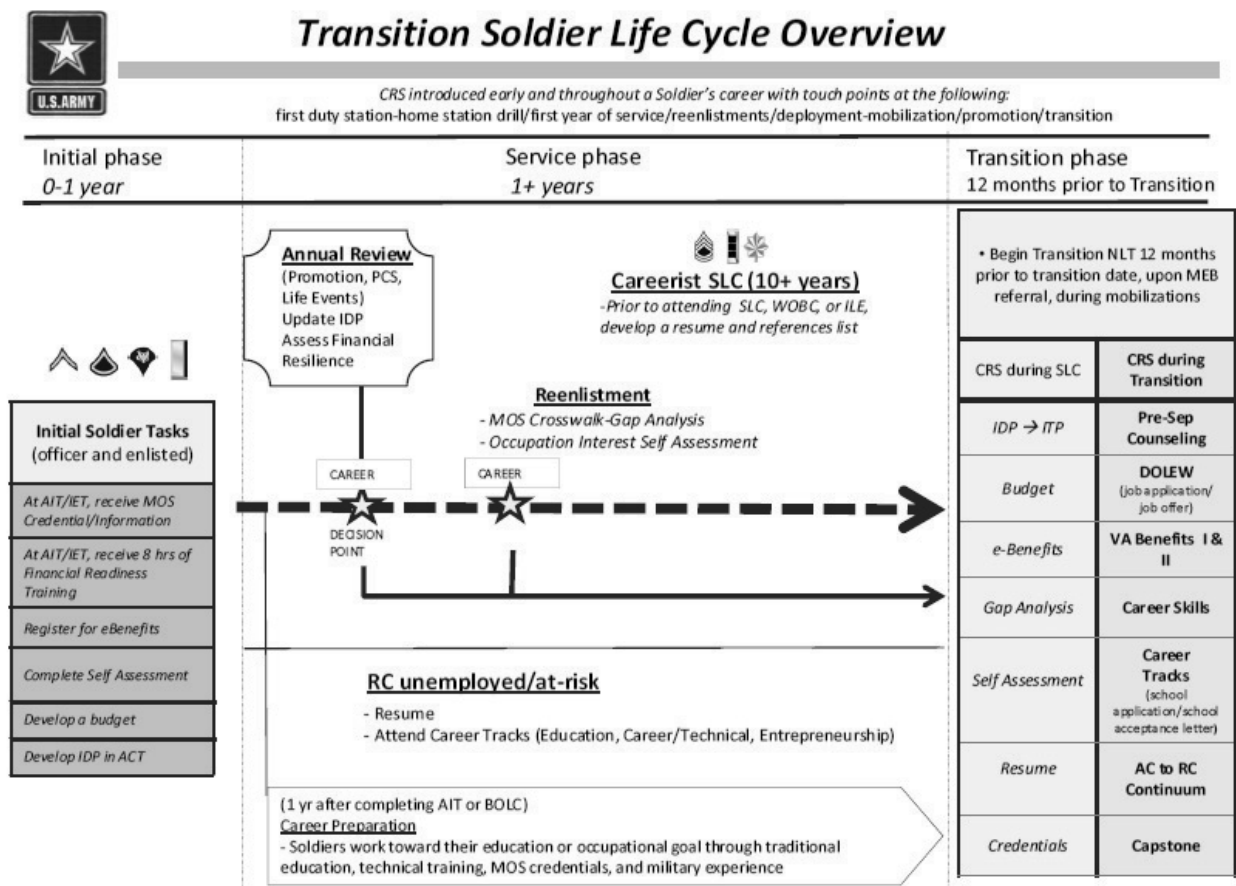 Transition Soldier Life Cycle Overview
U.S.ARMY
CRS introduced early and throughout a Soldier's career with touch points at the following:
first duty station-home station drill/first year of service/reenlistments/deployment-mobilization/promotion/transition
Initial phase
0-1 year
Service phase
1+ years
Transition phase
12 months prior to Transition
Initial Soldier Tasks
(officer and enlisted)
At AIT/IET, receive MOS
Credential/Information
At AIT/IET, receive 8 hrs of
Financial Readiness
Training
Register for eBenefits
Complete Self Assessment
Develop a budget
Develop IDP in ACT
Annual Review
(Promotion, PCS,
Life Events)
Update IDP
Assess Financial
Resilience
Careerist SLC (10+ years)
-Prior to attending SLC, WOBC, or ILE,
develop a resume and references list
Reenlistment
- MOS Crosswalk-Gap Analysis
- Occupation Interest Self Assessment
CAREER
CAREER
DECISION
POINT
RC unemployed/at-risk
- Resume
- Attend Career Tracks (Education, Career/Technical, Entrepreneurship)
(1 yr after completing AIT or BOLC)
Career Preparation
- Soldiers work toward their education or occupational goal through traditional
education, technical training, MOS credentials, and military experience
• Begin Transition NLT 12 months
prior to transition date, upon MEB
referral, during mobilizations
CRS during SLC
CRS during
Transition
IDP → ITP
Pre-Sep
Counseling
Budget
DOLEW
(job application/
job offer)
e-Benefits
VA Benefits I &
II
Gap Analysis
Career Skills
Self Assessment
Career
Tracks
(school
application/school
acceptance letter)
Resume
AC to RC
Continuum
Credentials
Capstone